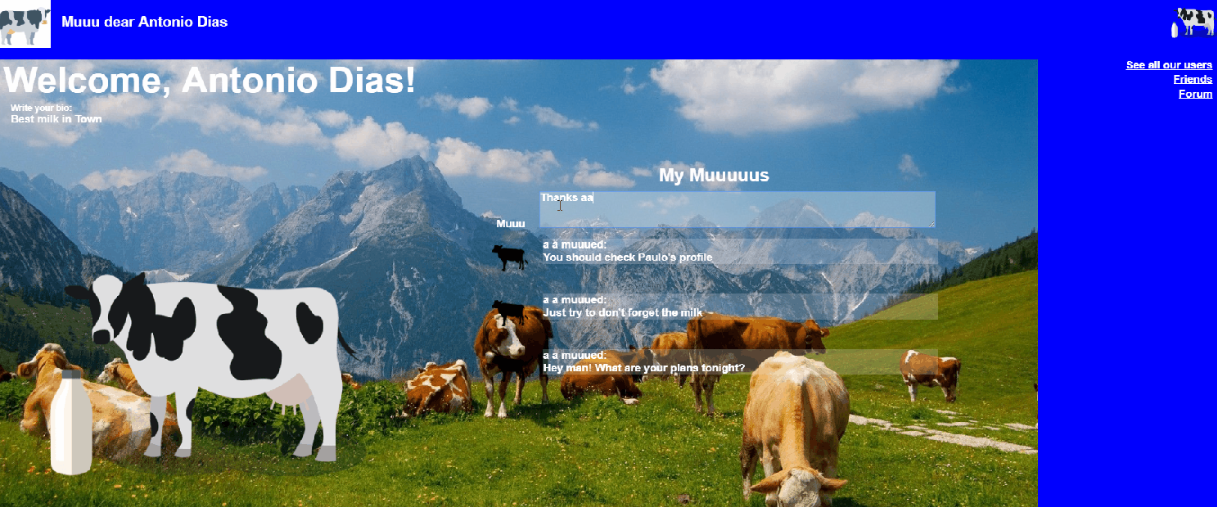 Muuu dear Antonio Dias
See all our users
Friends
Forum
Welcome, Antonio Dias!
Write your bio:
Best milk in Town
My Muuuuus
Thanks aa
Muuu
a a muuued:
You should check Paulo's profile
a a muuued:
Just try to don't forget the milk
a a muuued:
Hey man! What are your plans tonight?